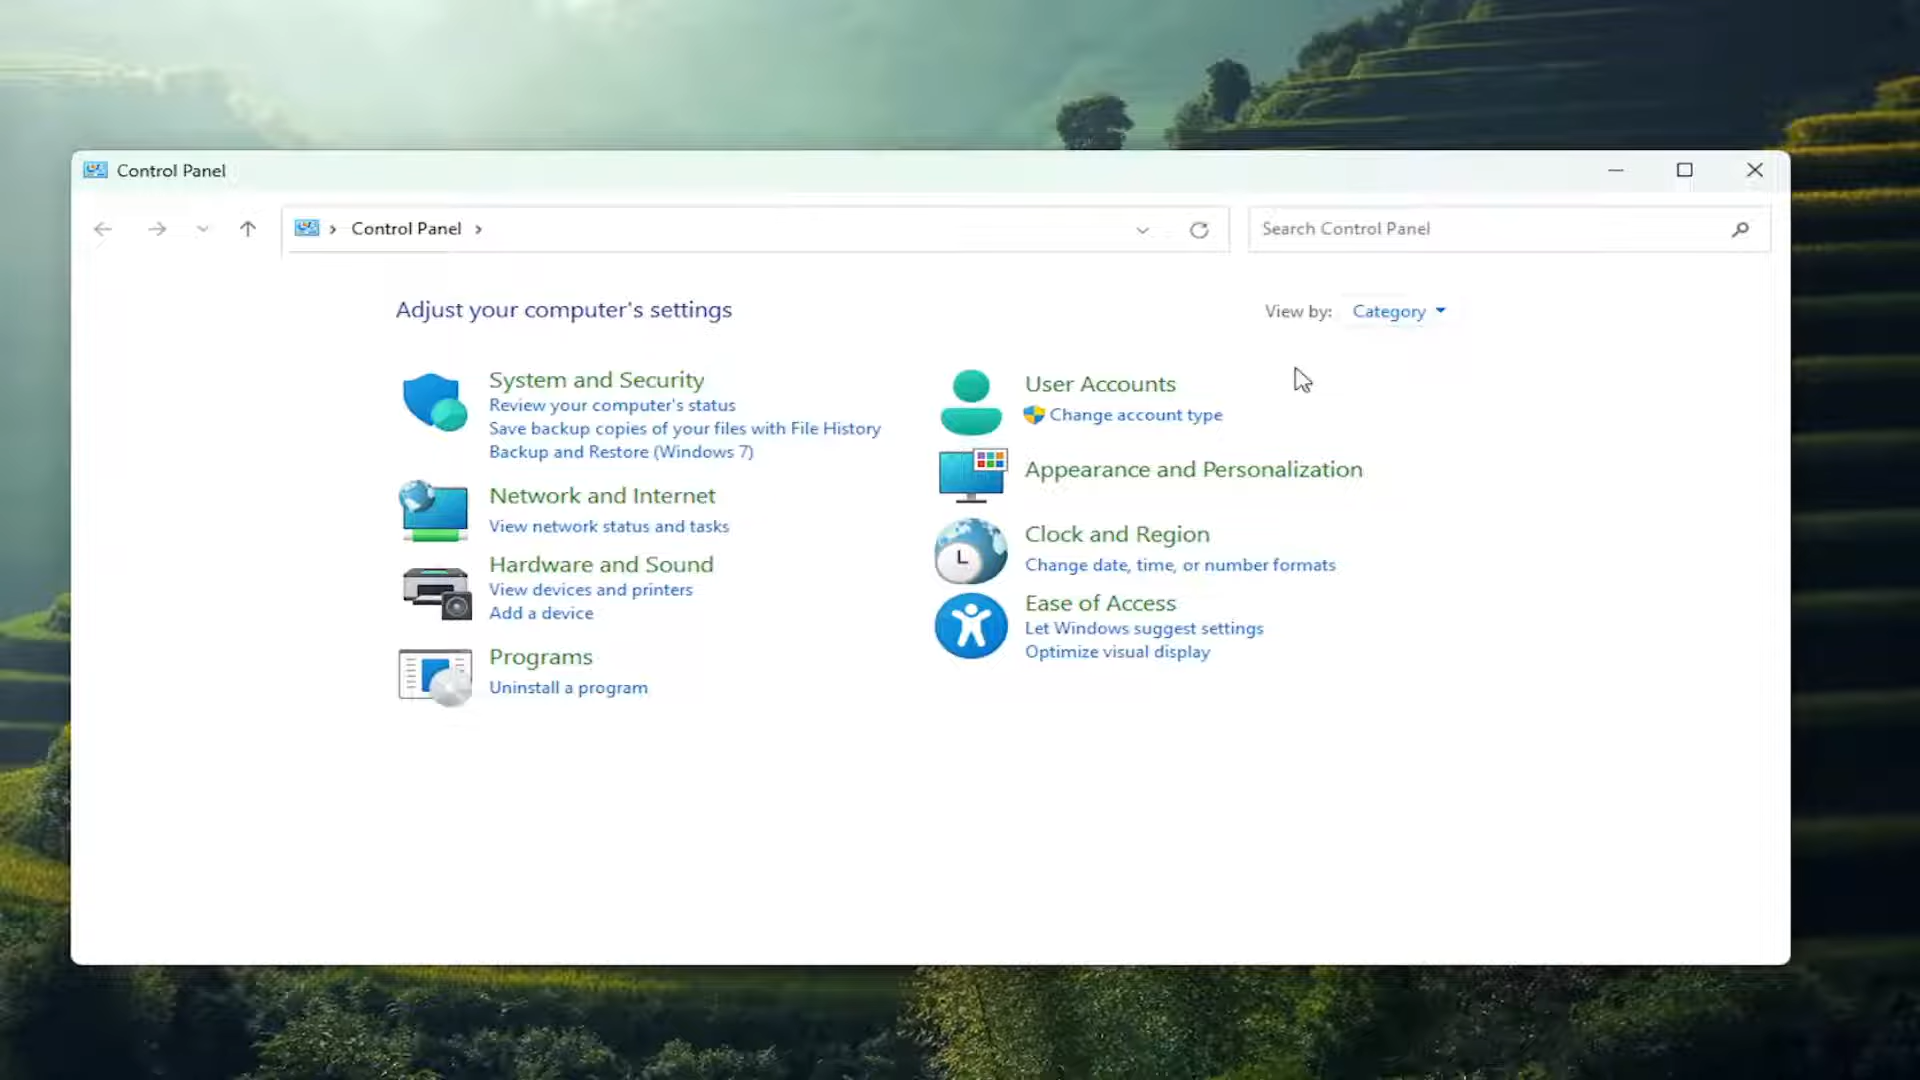 Control Panel
Control Panel
Search Control Panel
Adjust your computer's settings
View by: Category
System and Security
Review your computer's status
Save backup copies of your files with File History
Backup and Restore (Windows 7)
Network and Internet
View network status and tasks
Hardware and Sound
View devices and printers
Add a device
Programs
Uninstall a program
User Accounts
Change account type
Appearance and Personalization
Clock and Region
Change date, time, or number formats
Ease of Access
Let Windows suggest settings
Optimize visual display